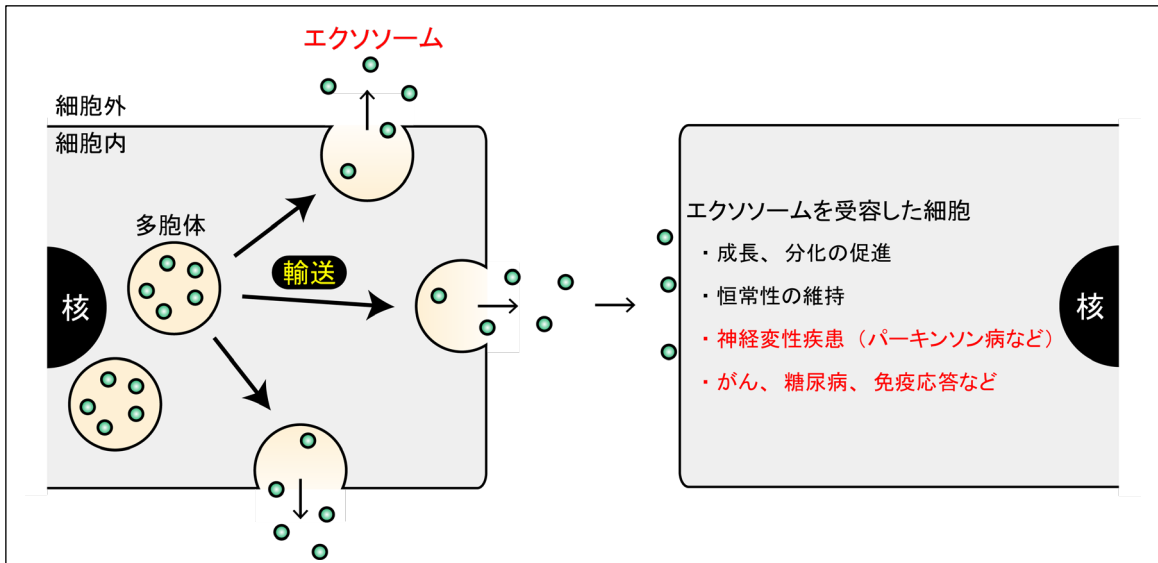 エクソソーム
細胞外
細胞内
多胞体
輸送
核
エクソソームを受容した細胞
・成長、分化の促進
・恒常性の維持
・神経変性疾患（パーキンソン病など）
・がん、糖尿病、免疫応答など
核